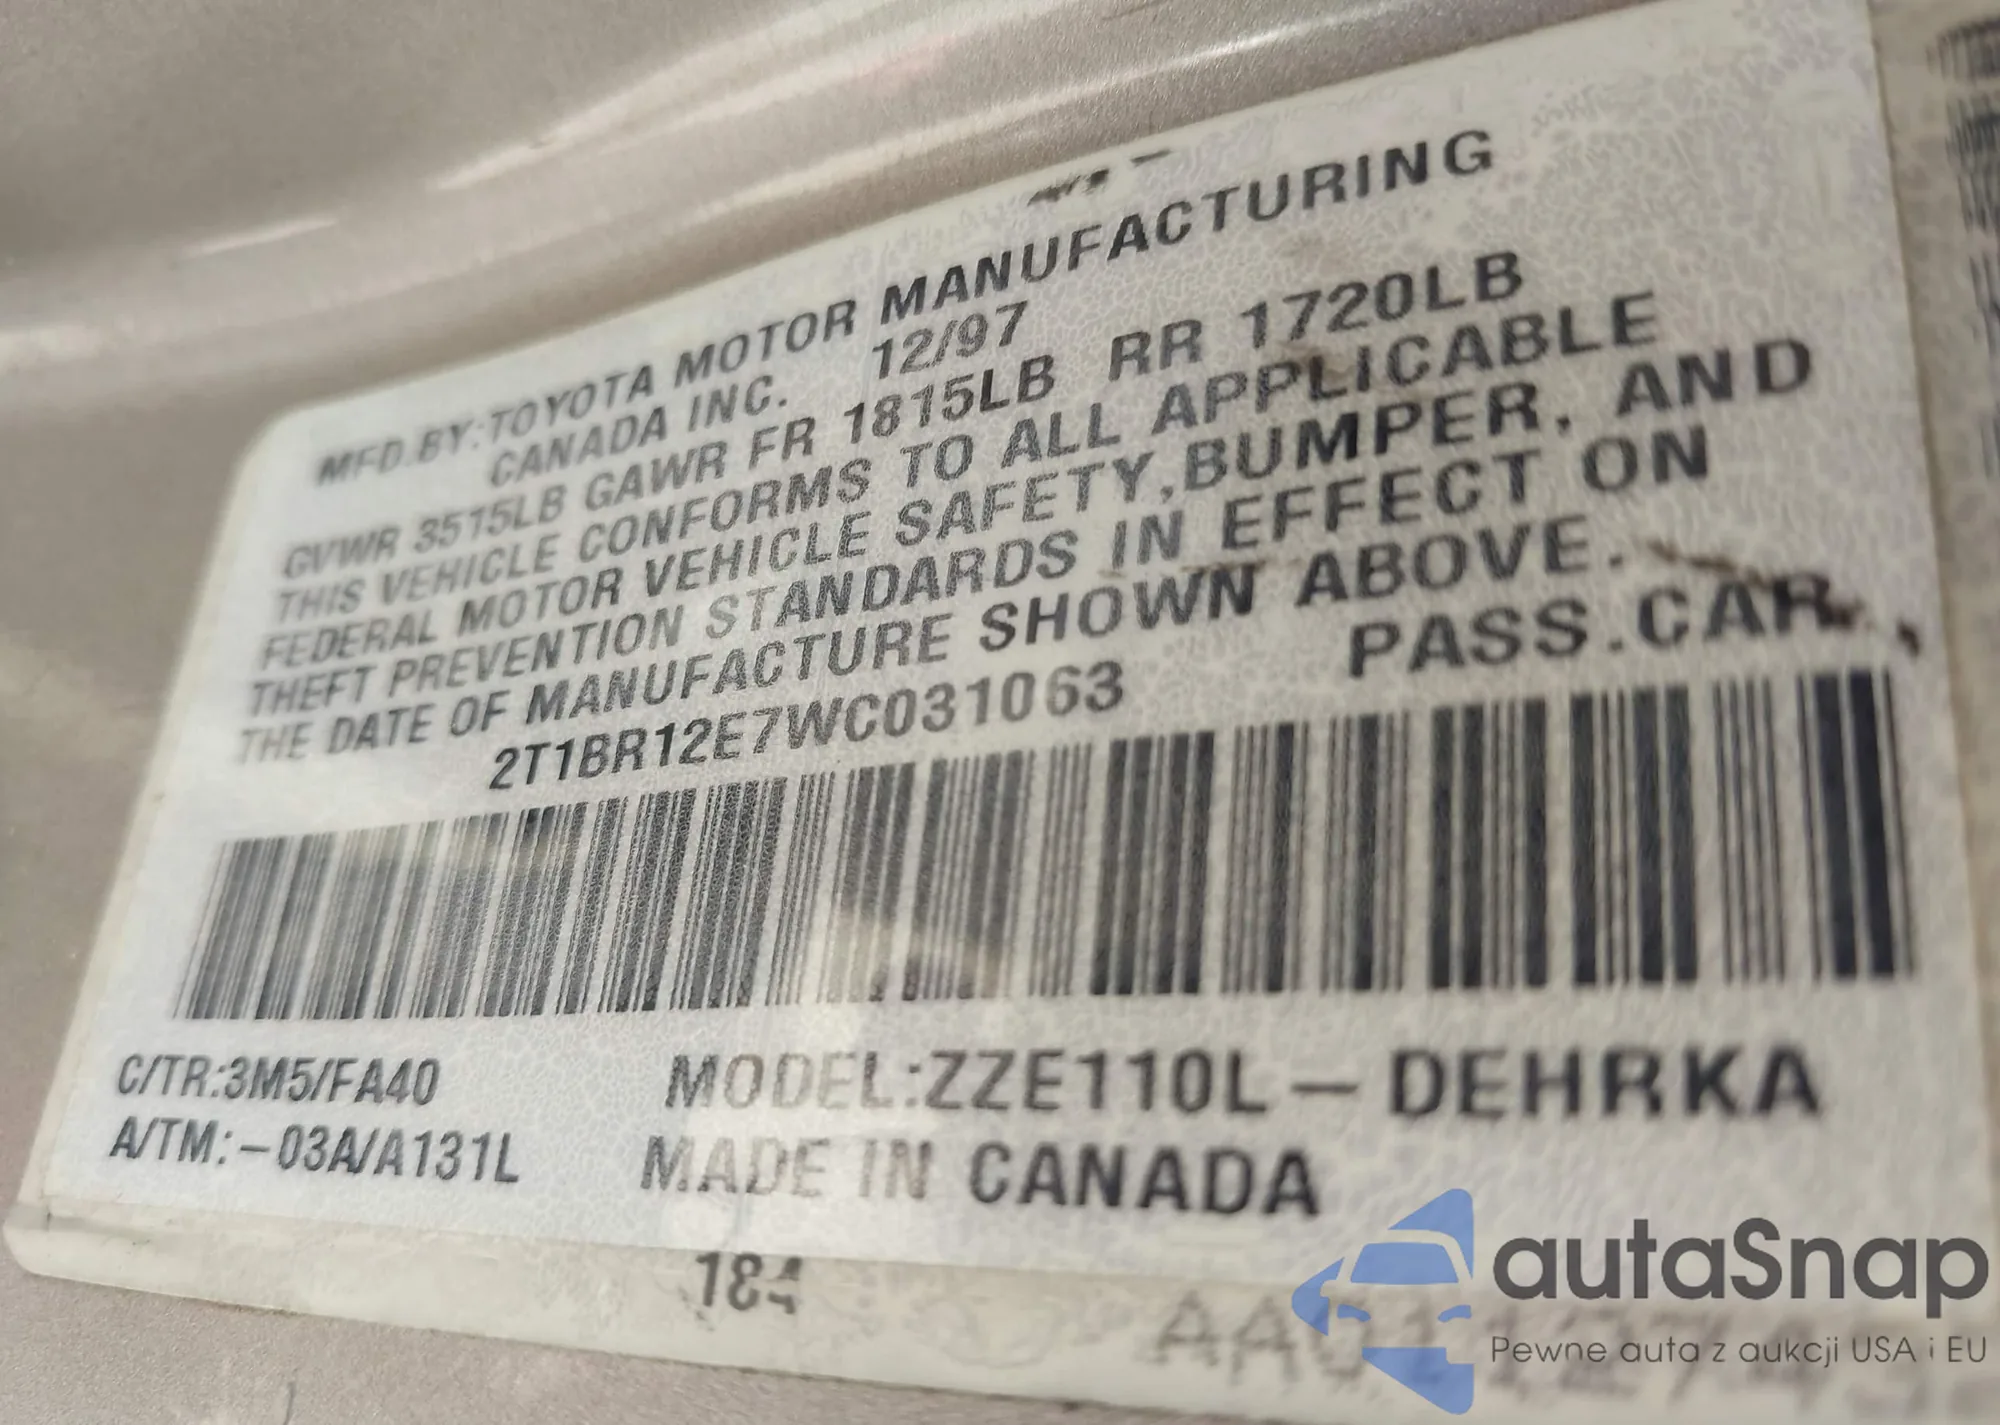 MFD.BY:TOYOTA MOTOR MANUFACTURING
CANADA INC. 12/97
GVWR 3515LB GAWR FR 1815LB RR 1720LB
THIS VEHICLE CONFORMS TO ALL APPLICABLE
FEDERAL MOTOR VEHICLE SAFETY,BUMPER, AND
THEFT PREVENTION STANDARDS IN EFFECT ON
THE DATE OF MANUFACTURE SHOWN ABOVE.
2T1BR12E7WC031063 PASS.CAR
C/TR:3M5/FA40 MODEL:ZZE110L-DEHRKA
A/TM:-03A/A131L MADE IN CANADA
autaSnap
Pewne auta z aukcji USA i EU